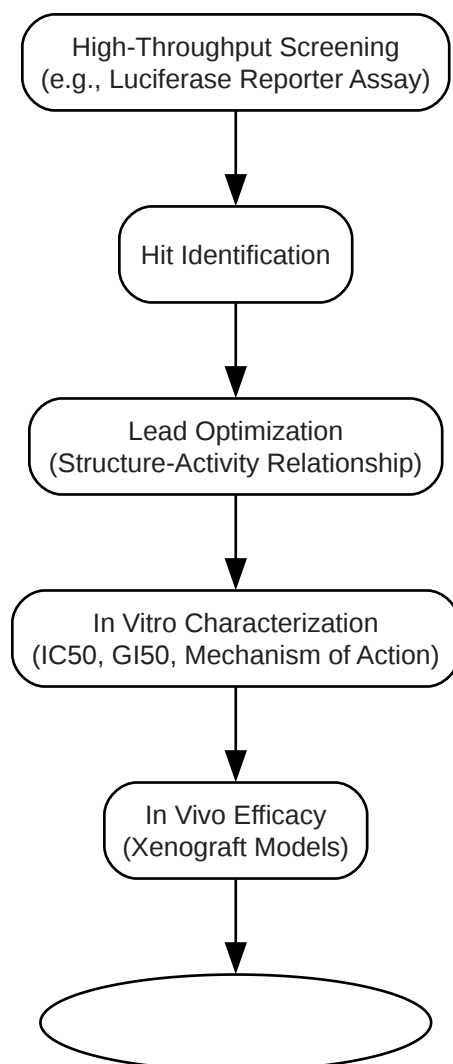 High-Throughput Screening
(e.g., Luciferase Reporter Assay)
Hit Identification
Lead Optimization
(Structure-Activity Relationship)
In Vitro Characterization
(IC50, GI50, Mechanism of Action)
In Vivo Efficacy
(Xenograft Models)